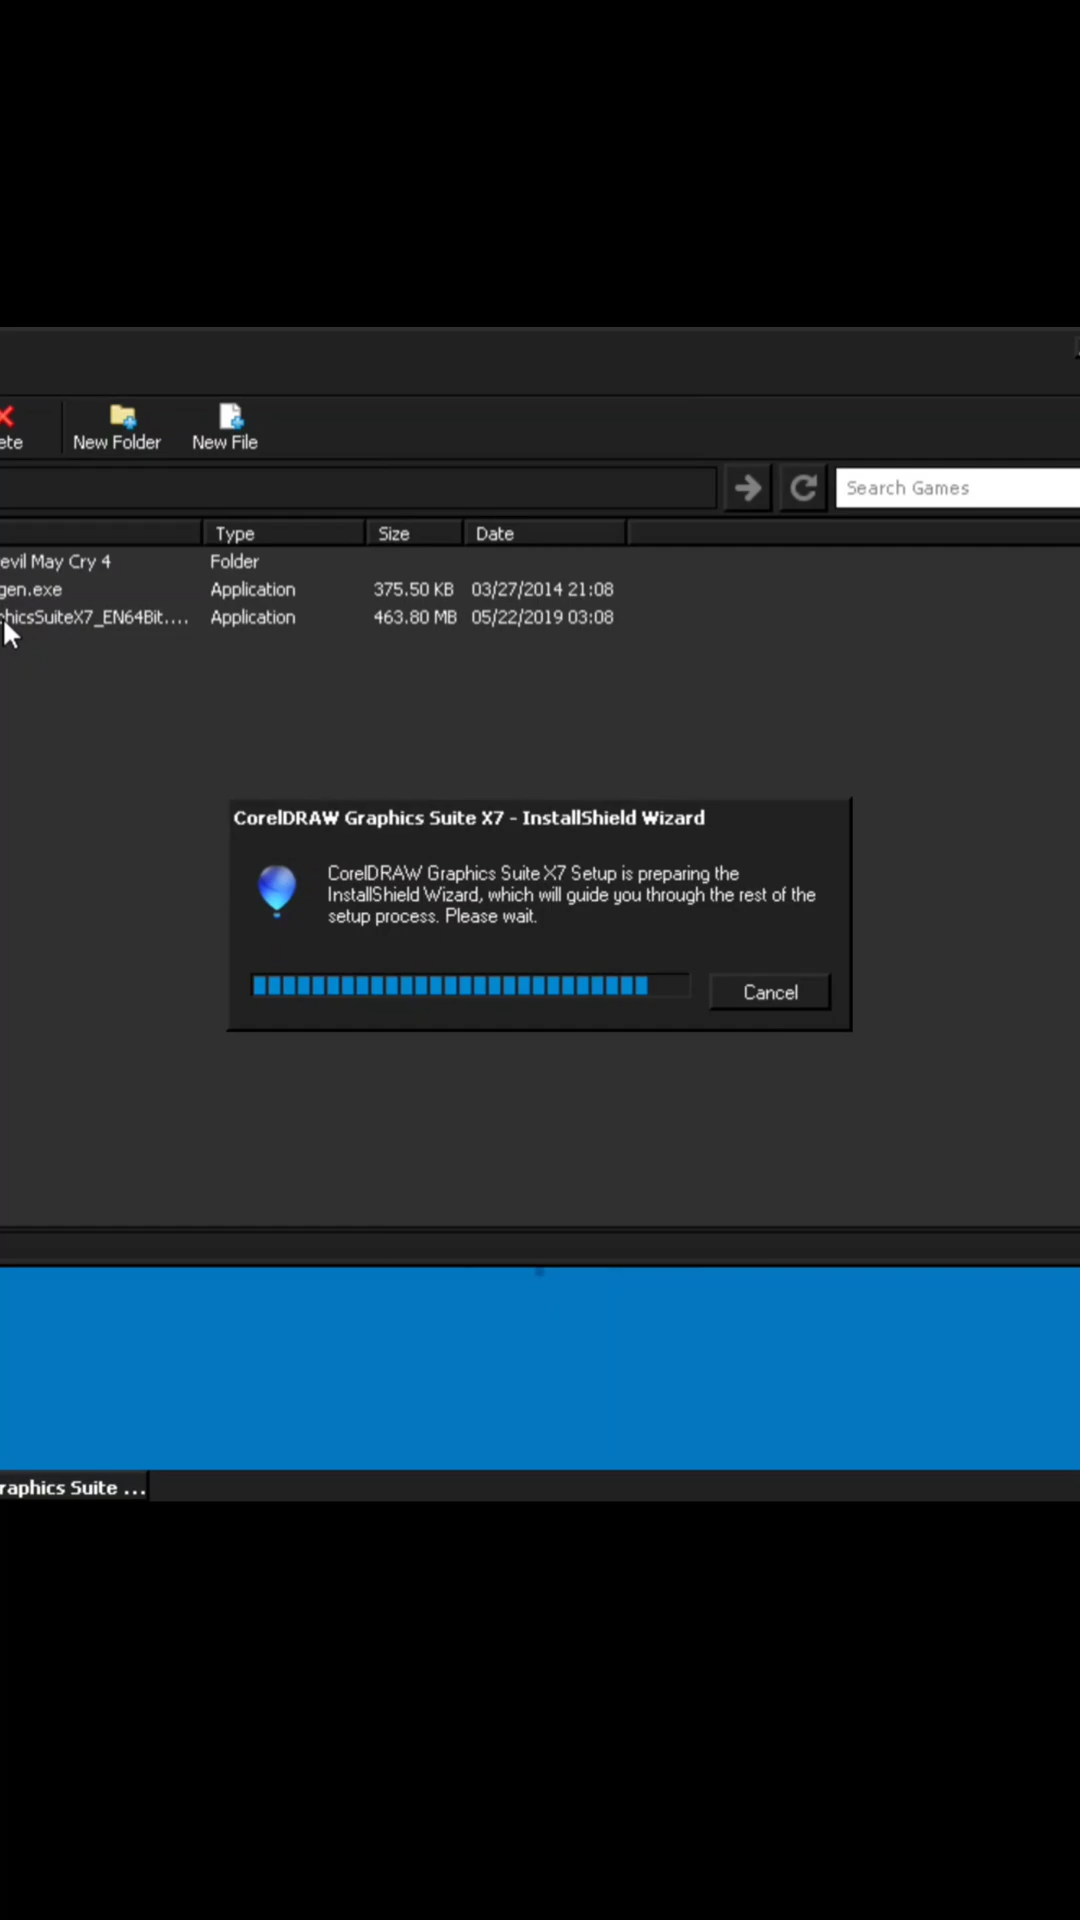 ete
New Folder
New File
Search Games
Type
Size
Date
evil May Cry 4
Folder
gen.exe
Application
375.50 KB
03/27/2014 21:08
hicsSuiteX7_EN64Bit....
Application
463.80 MB
05/22/2019 03:08
CorelDRAW Graphics Suite X7 - InstallShield Wizard
CorelDRAW Graphics Suite X7 Setup is preparing the
InstallShield Wizard, which will guide you through the rest of the
setup process. Please wait.
Cancel
raphics Suite ...